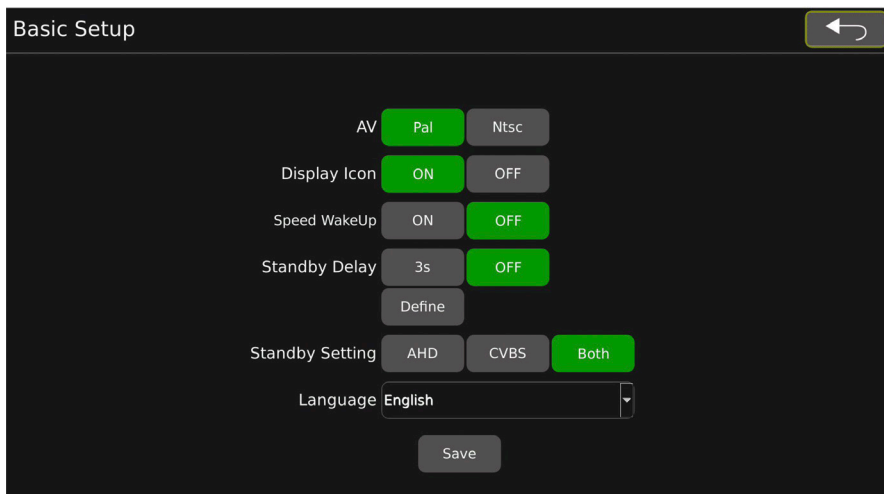 Basic Setup
AV Pal Ntsc
Display Icon ON OFF
Speed WakeUp ON OFF
Standby Delay 3s OFF
Define
Standby Setting AHD CVBS Both
Language English
Save